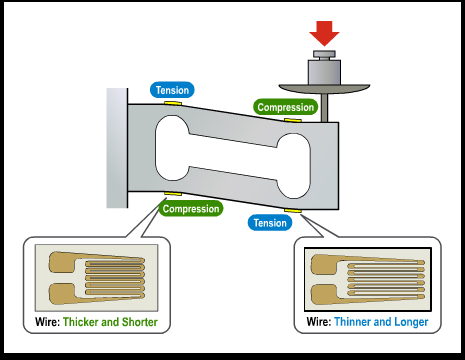 Tension
Compression
Compression
Tension
Wire: Thicker and Shorter
Wire: Thinner and Longer